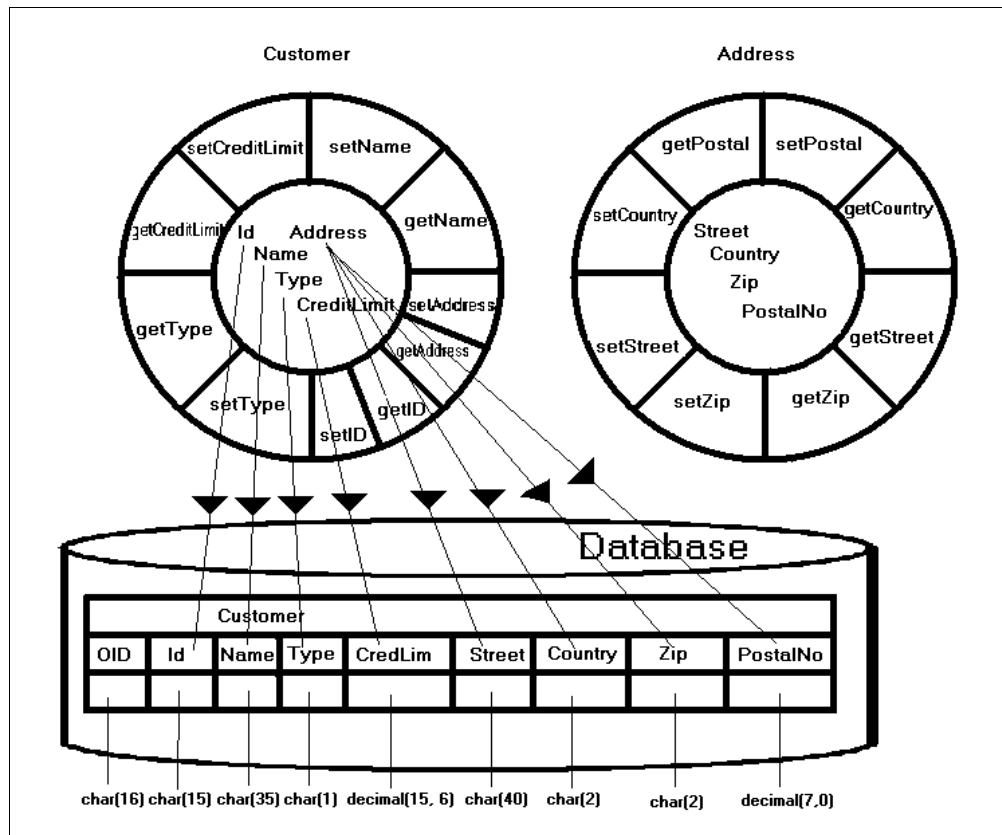 Customer
Address
setCreditLimit
setName
getCreditLimit
getName
Id
Address
Name
Type
CreditLimit
setAddress
getType
getAddress
setType
getID
setID
getPostal
setPostal
setCountry
getCountry
Street
Country
Zip
PostalNo
setStreet
getStreet
setZip
getZip
Database
Customer
OID Id Name Type CredLim Street Country Zip PostalNo
char(16) char(15) char(35) char(1) decimal(15, 6) char(40) char(2) char(2) decimal(7,0)